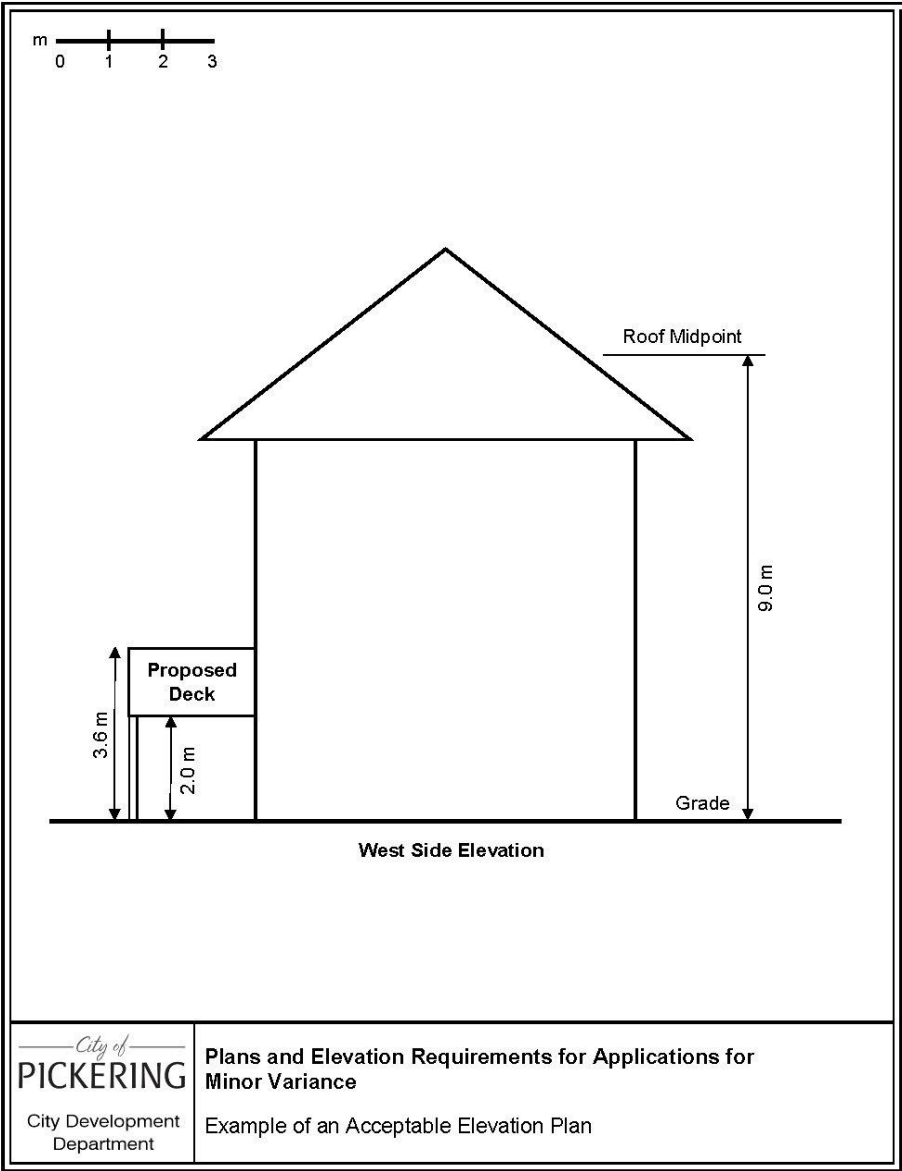 m
0 1 2 3
Roof Midpoint
9.0 m
Proposed
Deck
3.6 m
2.0 m
Grade
West Side Elevation
City of
PICKERING
City Development
Department
Plans and Elevation Requirements for Applications for
Minor Variance
Example of an Acceptable Elevation Plan